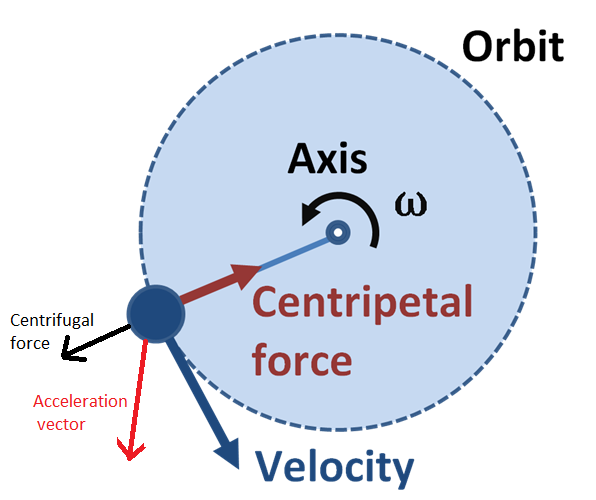 Orbit
Axis
ω
Centripetal
force
Centrifugal
force
Acceleration
vector
Velocity